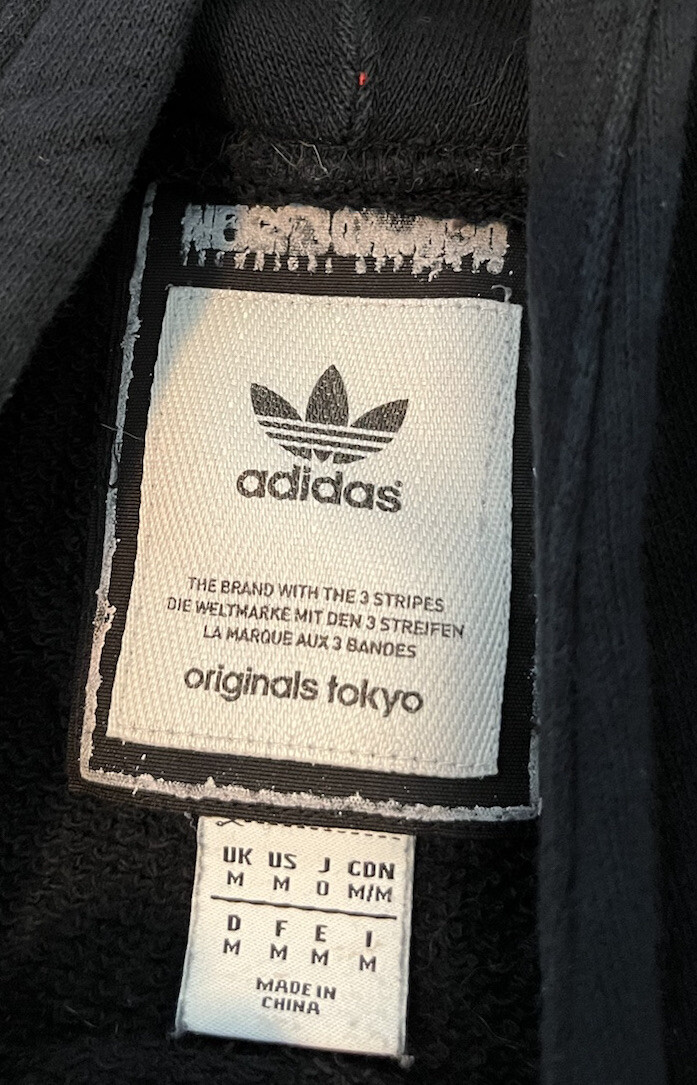 adidas
THE BRAND WITH THE 3 STRIPES
DIE WELTMARKE MIT DEN 3 STREIFEN
LA MARQUE AUX 3 BANDES
originals tokyo
UK US J CDN
M M O M/M
D F E I
M M M M
MADE IN
CHINA